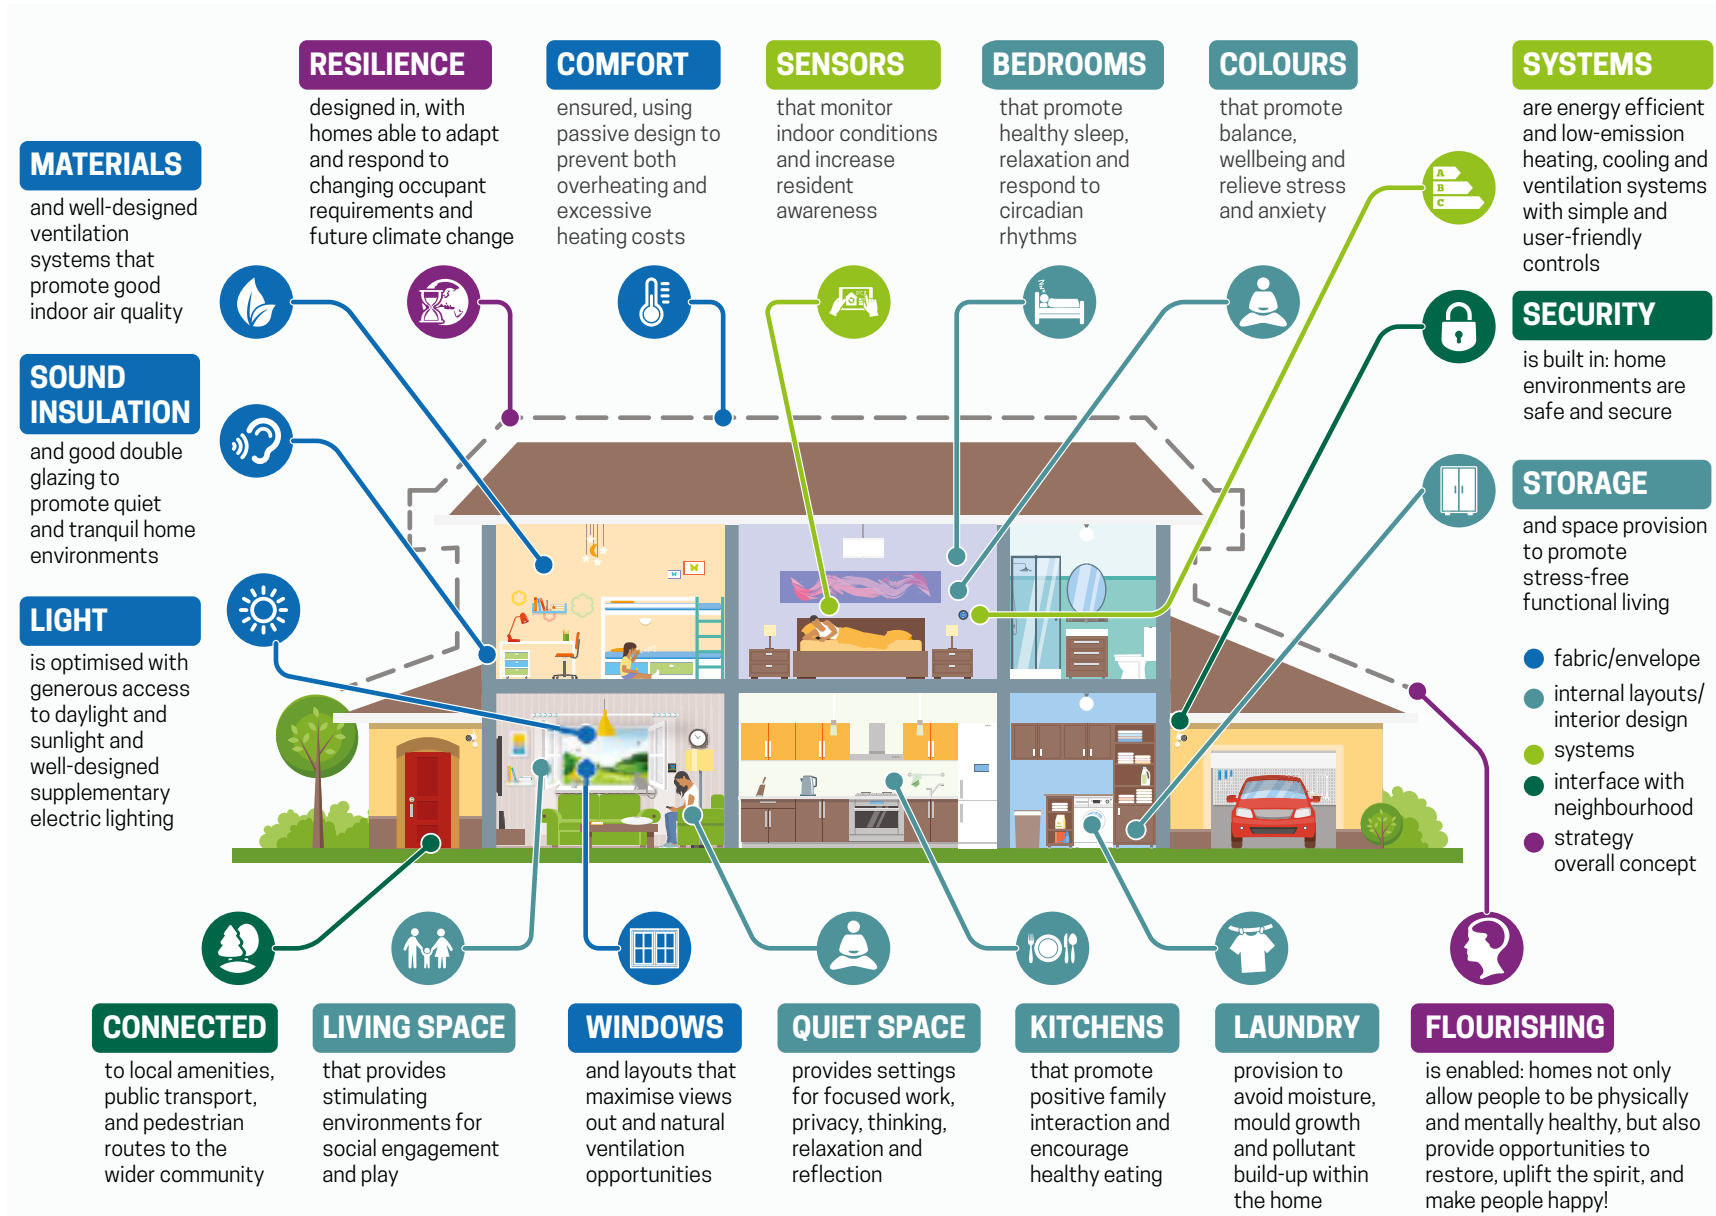 RESILIENCE
designed in, with
homes able to adapt
and respond to
changing occupant
requirements and
future climate change
COMFORT
ensured, using
passive design to
prevent both
overheating and
excessive
heating costs
SENSORS
that monitor
indoor conditions
and increase
resident
awareness
BEDROOMS
that promote
healthy sleep,
relaxation and
respond to
circadian
rhythms
COLOURS
that promote
balance,
wellbeing and
relieve stress
and anxiety
SYSTEMS
are energy efficient
and low-emission
heating, cooling and
ventilation systems
with simple and
user-friendly
controls
A
B
C
MATERIALS
and well-designed
ventilation
systems that
promote good
indoor air quality
SECURITY
is built in: home
environments are
safe and secure
SOUND
INSULATION
and good double
glazing to
promote quiet
and tranquil home
environments
STORAGE
and space provision
to promote
stress-free
functional living
LIGHT
is optimised with
generous access
to daylight and
sunlight and
well-designed
supplementary
electric lighting
fabric/envelope
internal layouts/
interior design
systems
interface with
neighbourhood
strategy
overall concept
CONNECTED
to local amenities,
public transport,
and pedestrian
routes to the
wider community
LIVING SPACE
that provides
stimulating
environments for
social engagement
and play
WINDOWS
and layouts that
maximise views
out and natural
ventilation
opportunities
QUIET SPACE
provides settings
for focused work,
privacy, thinking,
relaxation and
reflection
KITCHENS
that promote
positive family
interaction and
encourage
healthy eating
LAUNDRY
provision to
avoid moisture,
mould growth
and pollutant
build-up within
the home
FLOURISHING
is enabled: homes not only
allow people to be physically
and mentally healthy, but also
provide opportunities to
restore, uplift the spirit, and
make people happy!